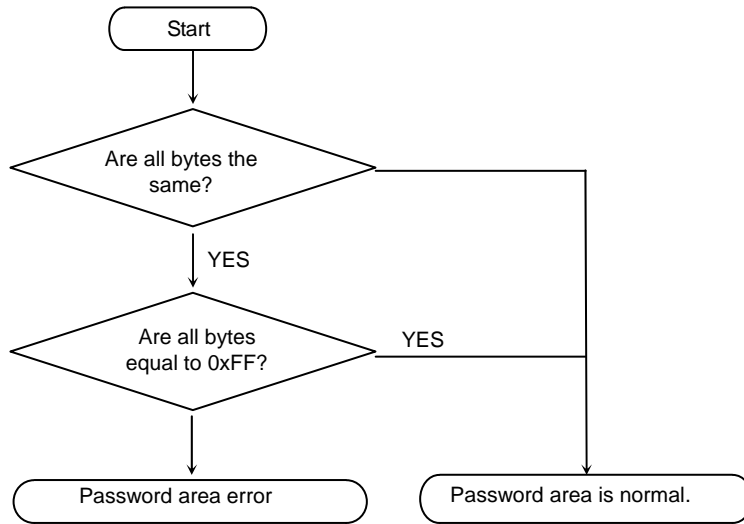 Start
Are all bytes the
same?
YES
Are all bytes
equal to 0xFF?
YES
Password area error
Password area is normal.